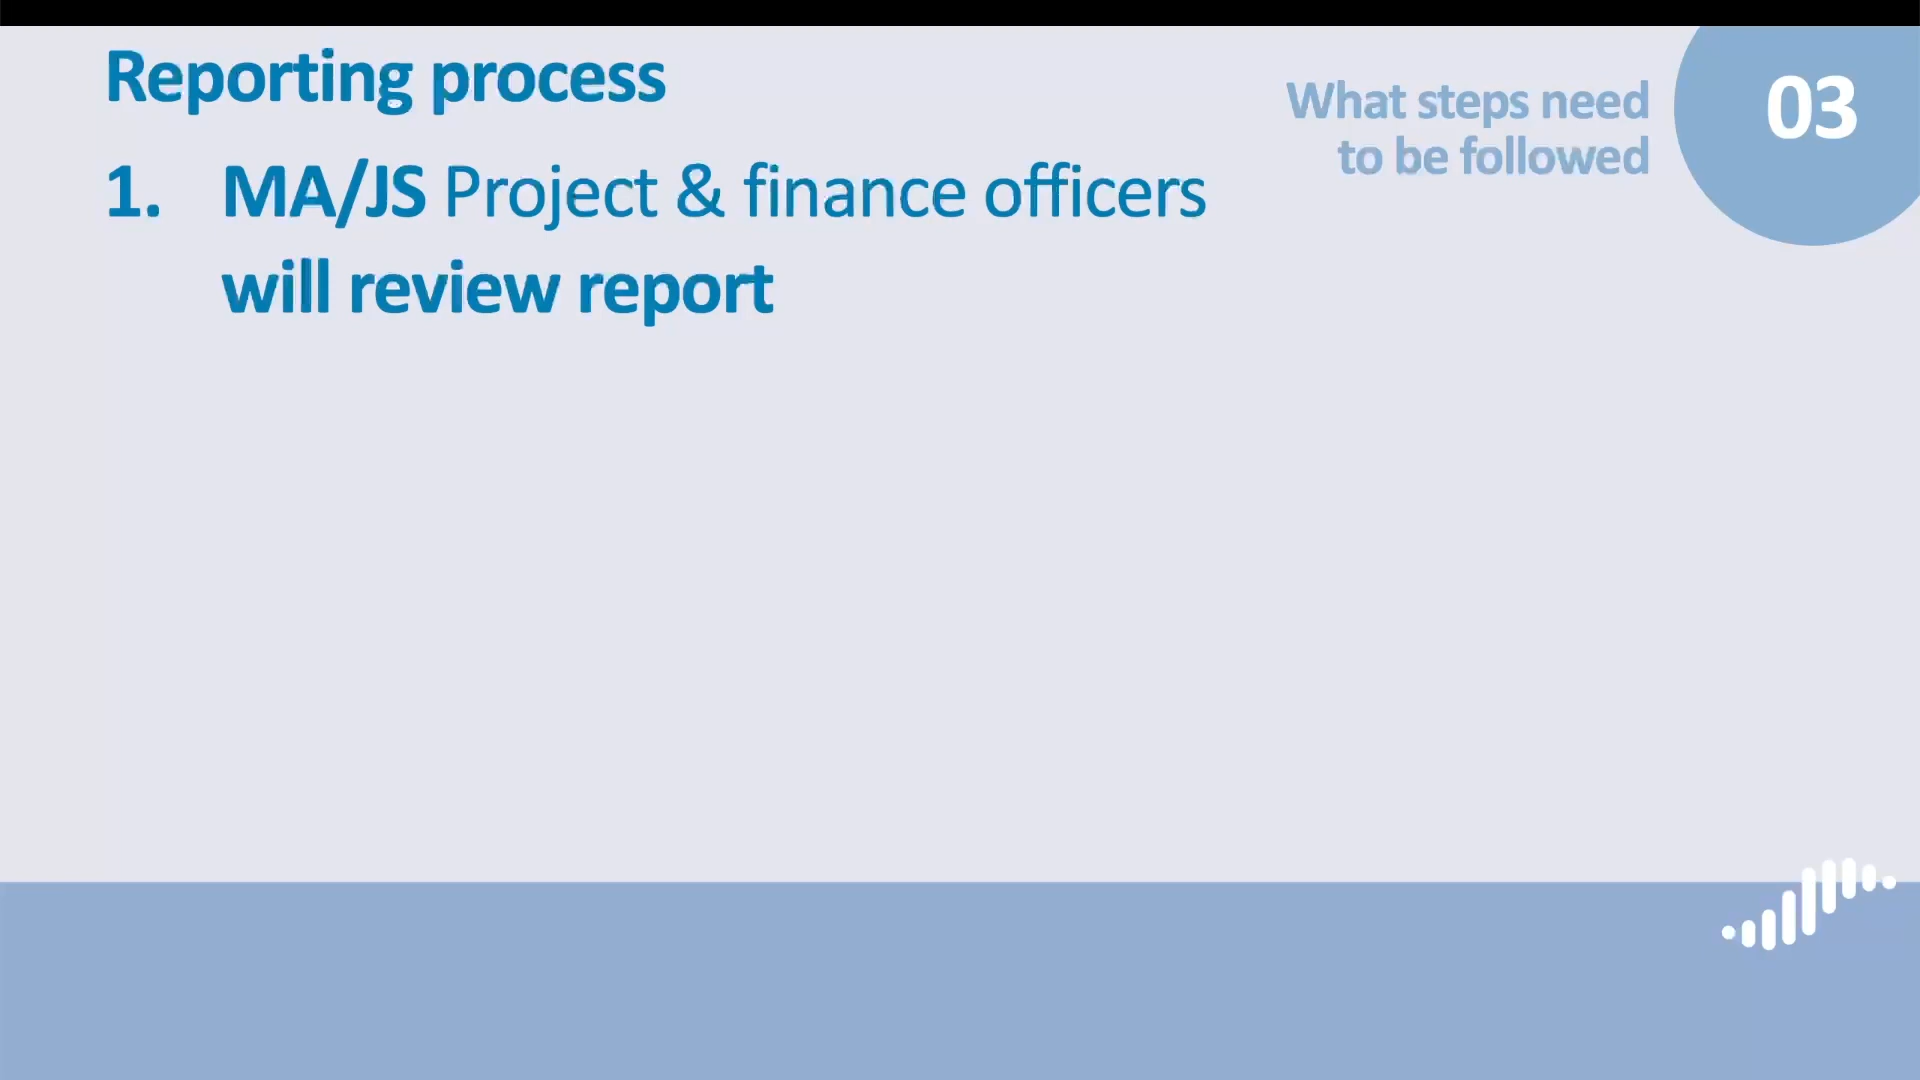 Reporting process
What steps need
to be followed
03
1. MA/JS Project & finance officers
will review report